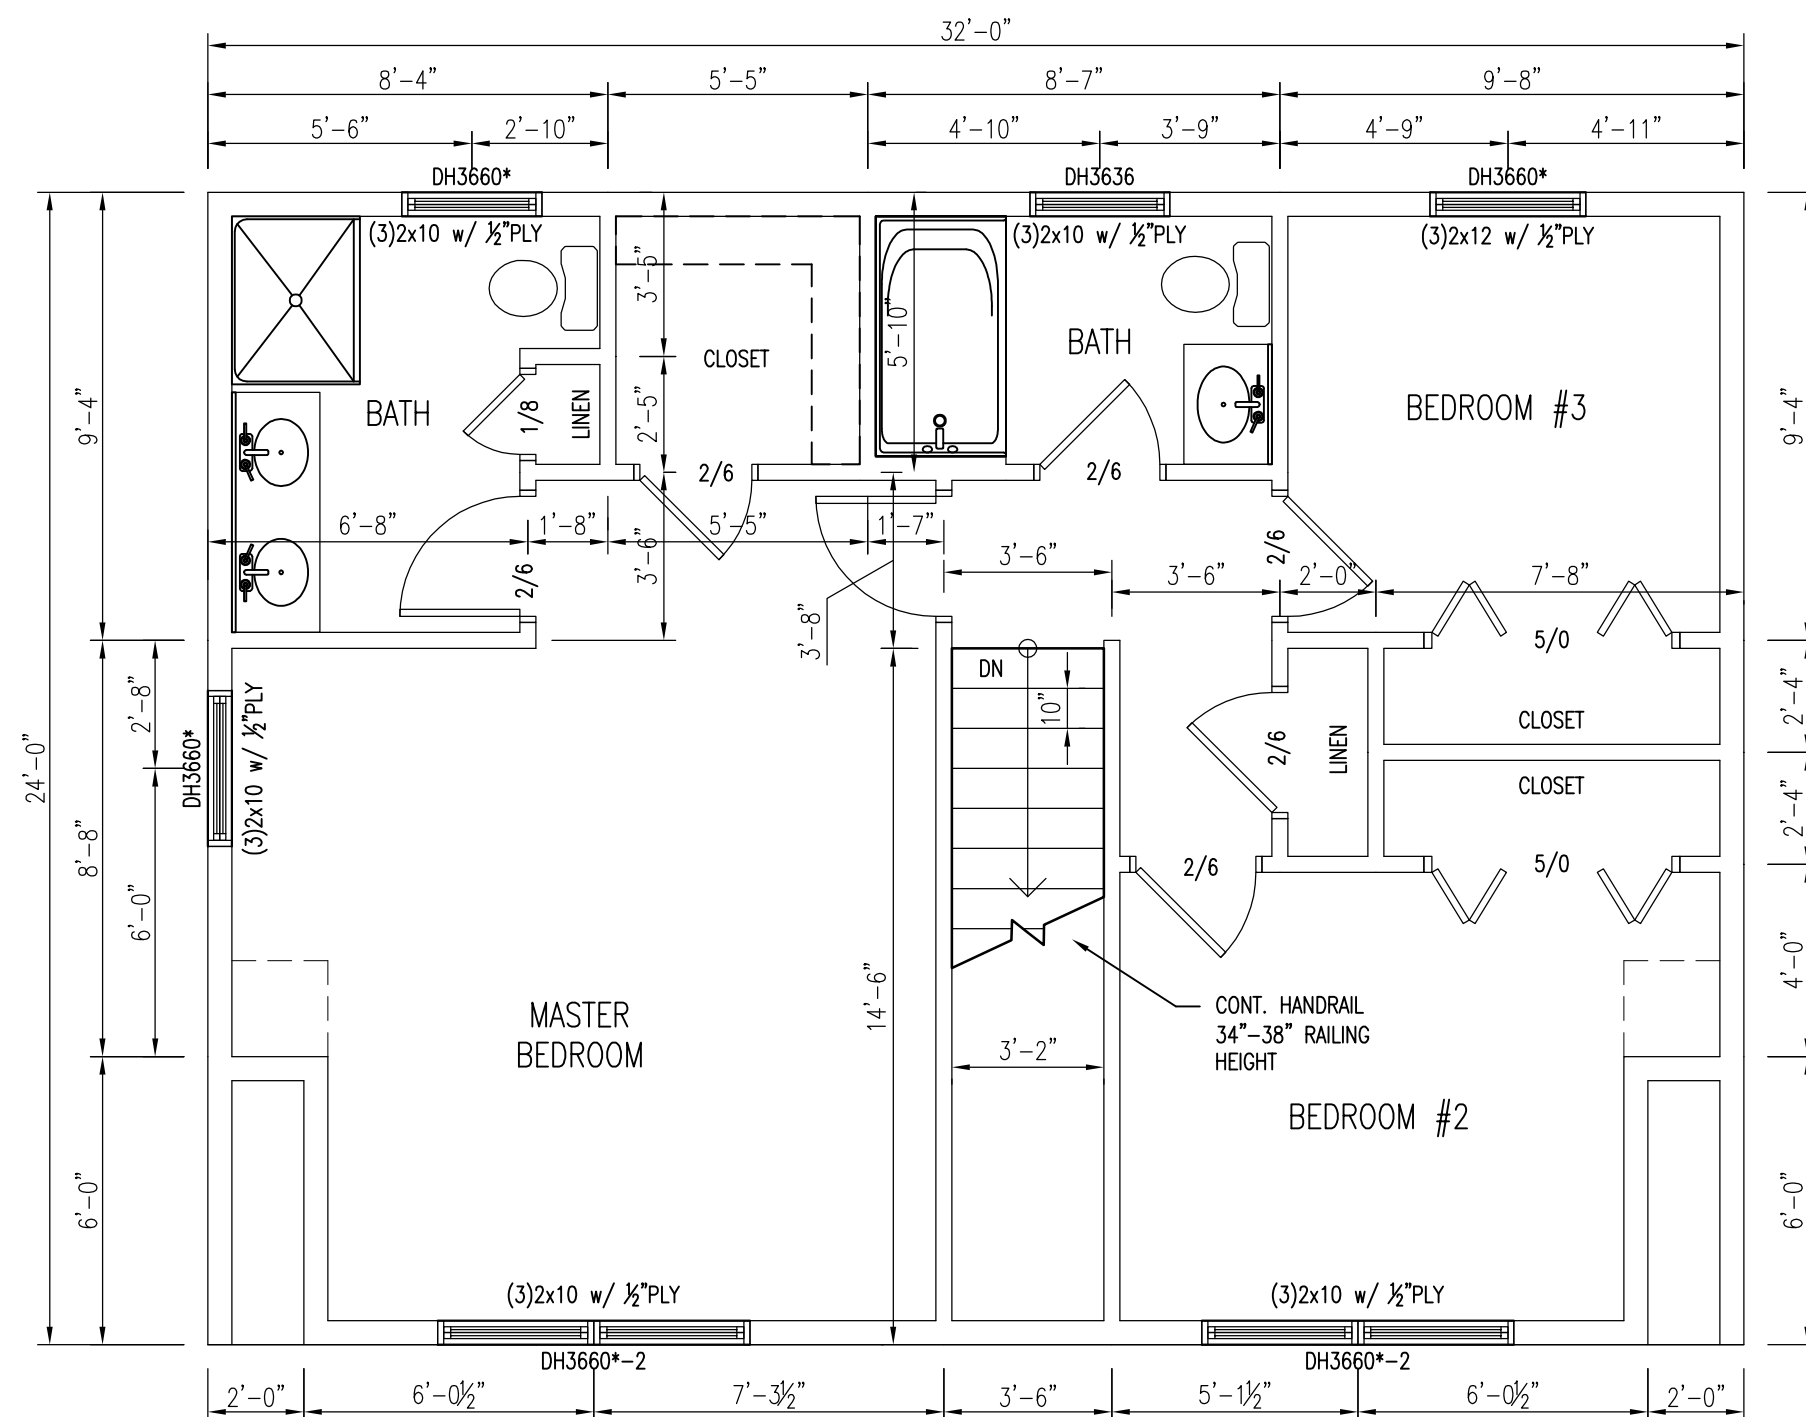 32'-0"
8'-4" 5'-5" 8'-7" 9'-8"
5'-6" 2'-10" 4'-10" 3'-9" 4'-9" 4'-11"
DH3660* DH3636 DH3660*
(3)2x10 w/ ½"PLY (3)2x10 w/ ½"PLY (3)2x12 w/ ½"PLY
3'-5"
5'-10"
BATH
CLOSET
9'-4"
BATH
1/8
LINEN
2'-5"
BEDROOM #3
9'-4"
2/6
2/6
6'-8" 1'-8" 5'-5" 1'-7"
3'-6"
2/6
3'-6"
2/6
3'-6" 2'-0" 7'-8"
3'-8"
5/0
DN
10"
2'-8"
2'-4"
CLOSET
DH3660*
(3)2x10 w/ ½"PLY
24'-0"
2/6
LINEN
CLOSET
2'-4"
8'-8"
2/6
5/0
6'-0"
4'-0"
14'-6"
MASTER
BEDROOM
CONT. HANDRAIL
34"-38" RAILING
HEIGHT
3'-2"
BEDROOM #2
6'-0"
6'-0"
(3)2x10 w/ ½"PLY (3)2x10 w/ ½"PLY
DH3660*-2 DH3660*-2
2'-0" 6'-0½" 7'-3½" 3'-6" 5'-1½" 6'-0½" 2'-0"